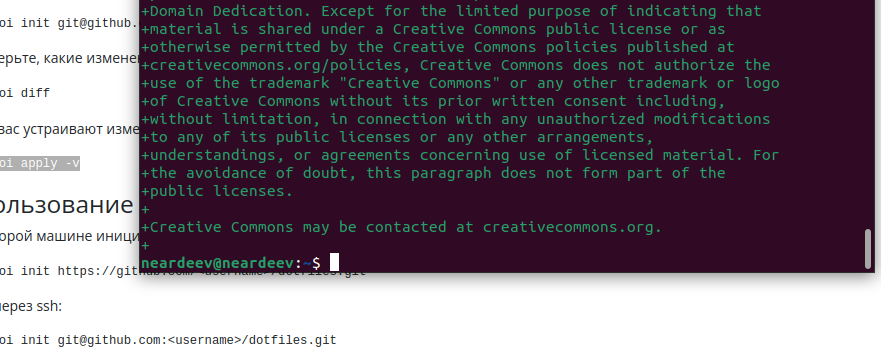 oi init git@github.
ерьте, какие измене
oi diff
вас устраивают изме
oi apply -v
ользование
орой машине иници
oi init https://github.com/<username>/dotfiles.git
через ssh:
oi init git@github.com:<username>/dotfiles.git
+Domain Dedication. Except for the limited purpose of indicating that
+material is shared under a Creative Commons public license or as
+otherwise permitted by the Creative Commons policies published at
+creativecommons.org/policies, Creative Commons does not authorize the
+use of the trademark "Creative Commons" or any other trademark or logo
+of Creative Commons without its prior written consent including,
+without limitation, in connection with any unauthorized modifications
+to any of its public licenses or any other arrangements,
+understandings, or agreements concerning use of licensed material. For
+the avoidance of doubt, this paragraph does not form part of the
+public licenses.
+
+Creative Commons may be contacted at creativecommons.org.
+
neardeev@neardeev:~$